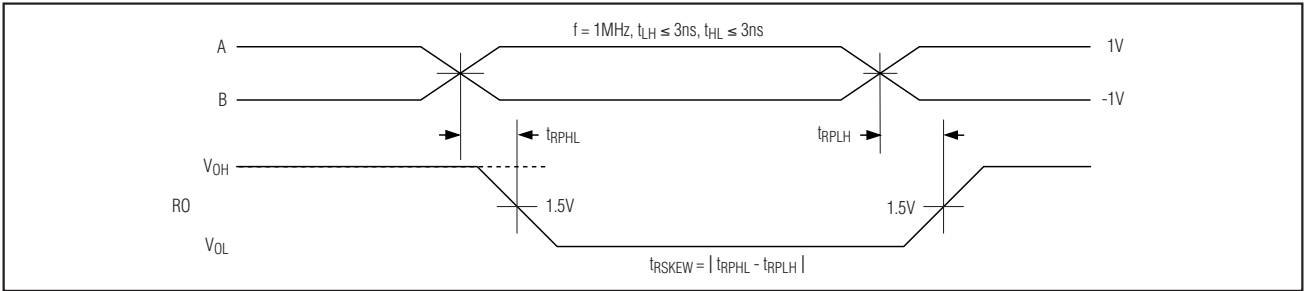 f = 1MHz, tLH ≤ 3ns, tHL ≤ 3ns
A
1V
B
-1V
tRPHL
tRPLH
VOH
RO
1.5V
1.5V
VOL
tRSKEW = | tRPHL - tRPLH |